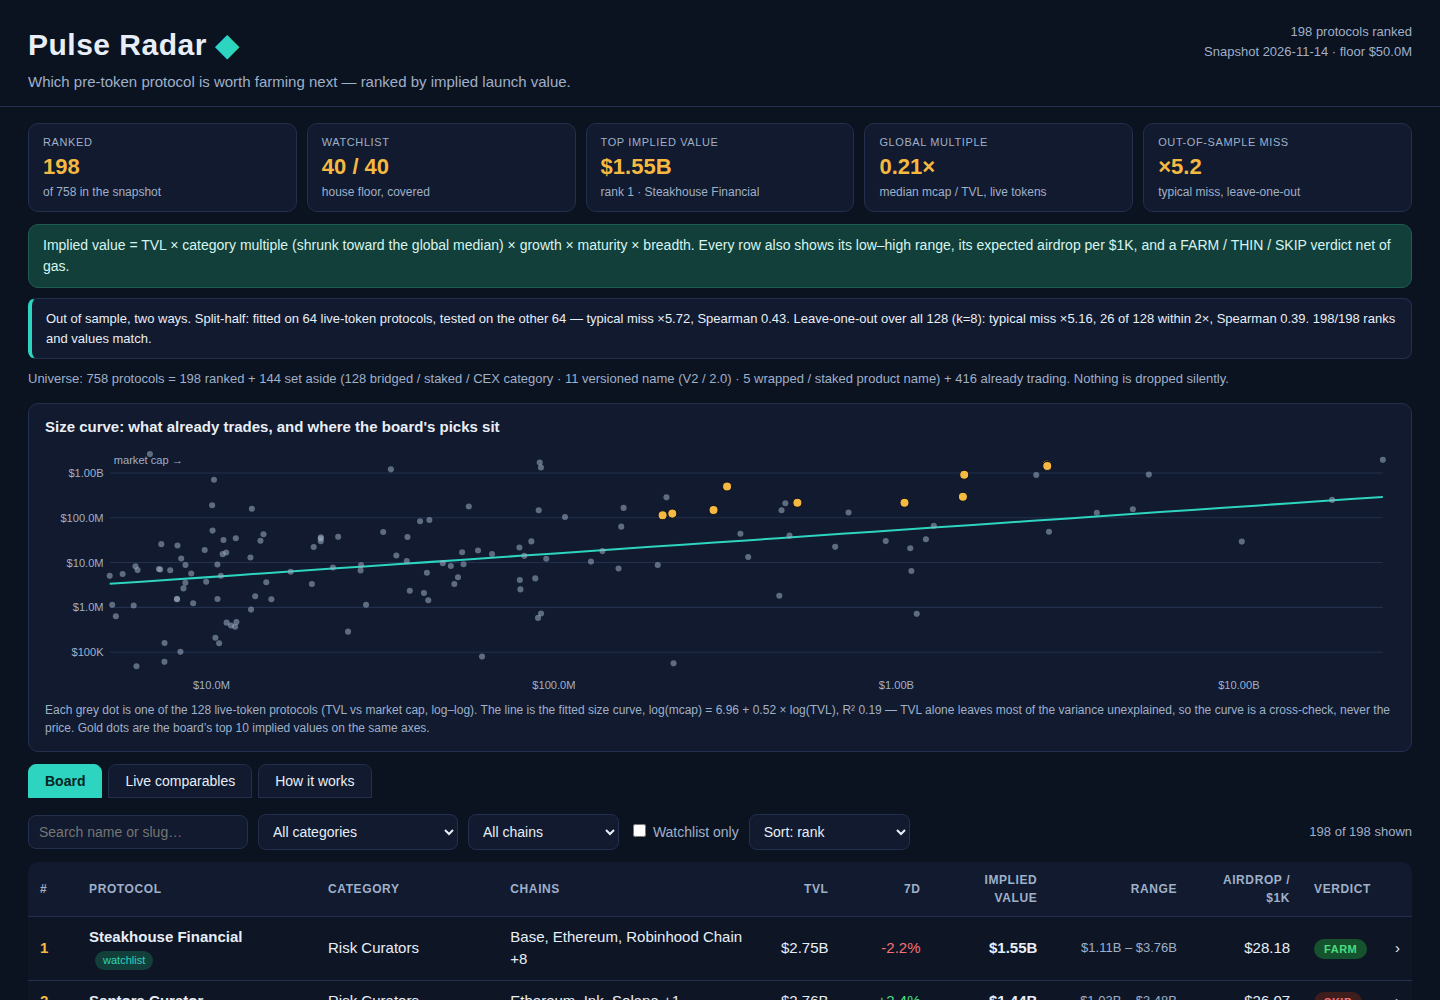 Pulse Radar
198 protocols ranked
Snapshot 2026-11-14 · floor $50.0M
Which pre-token protocol is worth farming next — ranked by implied launch value.
RANKED
198
of 758 in the snapshot
WATCHLIST
40 / 40
house floor, covered
TOP IMPLIED VALUE
$1.55B
rank 1 · Steakhouse Financial
GLOBAL MULTIPLE
0.21×
median mcap / TVL, live tokens
OUT-OF-SAMPLE MISS
×5.2
typical miss, leave-one-out
Implied value = TVL × category multiple (shrunk toward the global median) × growth × maturity × breadth. Every row also shows its low–high range, its expected airdrop per $1K, and a FARM / THIN / SKIP verdict net of
gas.
Out of sample, two ways. Split-half: fitted on 64 live-token protocols, tested on the other 64 — typical miss ×5.72, Spearman 0.43. Leave-one-out over all 128 (k=8): typical miss ×5.16, 26 of 128 within 2×, Spearman 0.39. 198/198 ranks
and values match.
Universe: 758 protocols = 198 ranked + 144 set aside (128 bridged / staked / CEX category · 11 versioned name (V2 / 2.0) · 5 wrapped / staked product name) + 416 already trading. Nothing is dropped silently.
Size curve: what already trades, and where the board's picks sit
market cap →
$1.00B
$100.0M
$10.0M
$1.0M
$100K
$10.0M $100.0M $1.00B $10.00B
Each grey dot is one of the 128 live-token protocols (TVL vs market cap, log–log). The line is the fitted size curve, log(mcap) = 6.96 + 0.52 × log(TVL), R² 0.19 — TVL alone leaves most of the variance unexplained, so the curve is a cross-check, never the
price. Gold dots are the board's top 10 implied values on the same axes.
Board Live comparables How it works
Search name or slug… All categories All chains Watchlist only Sort: rank 198 of 198 shown
# PROTOCOL CATEGORY CHAINS TVL 7D IMPLIED VALUE RANGE AIRDROP / $1K VERDICT
1 Steakhouse Financial watchlist Risk Curators Base, Ethereum, Robinhood Chain +8 $2.75B -2.2% $1.55B $1.11B – $3.76B $28.18 FARM ›